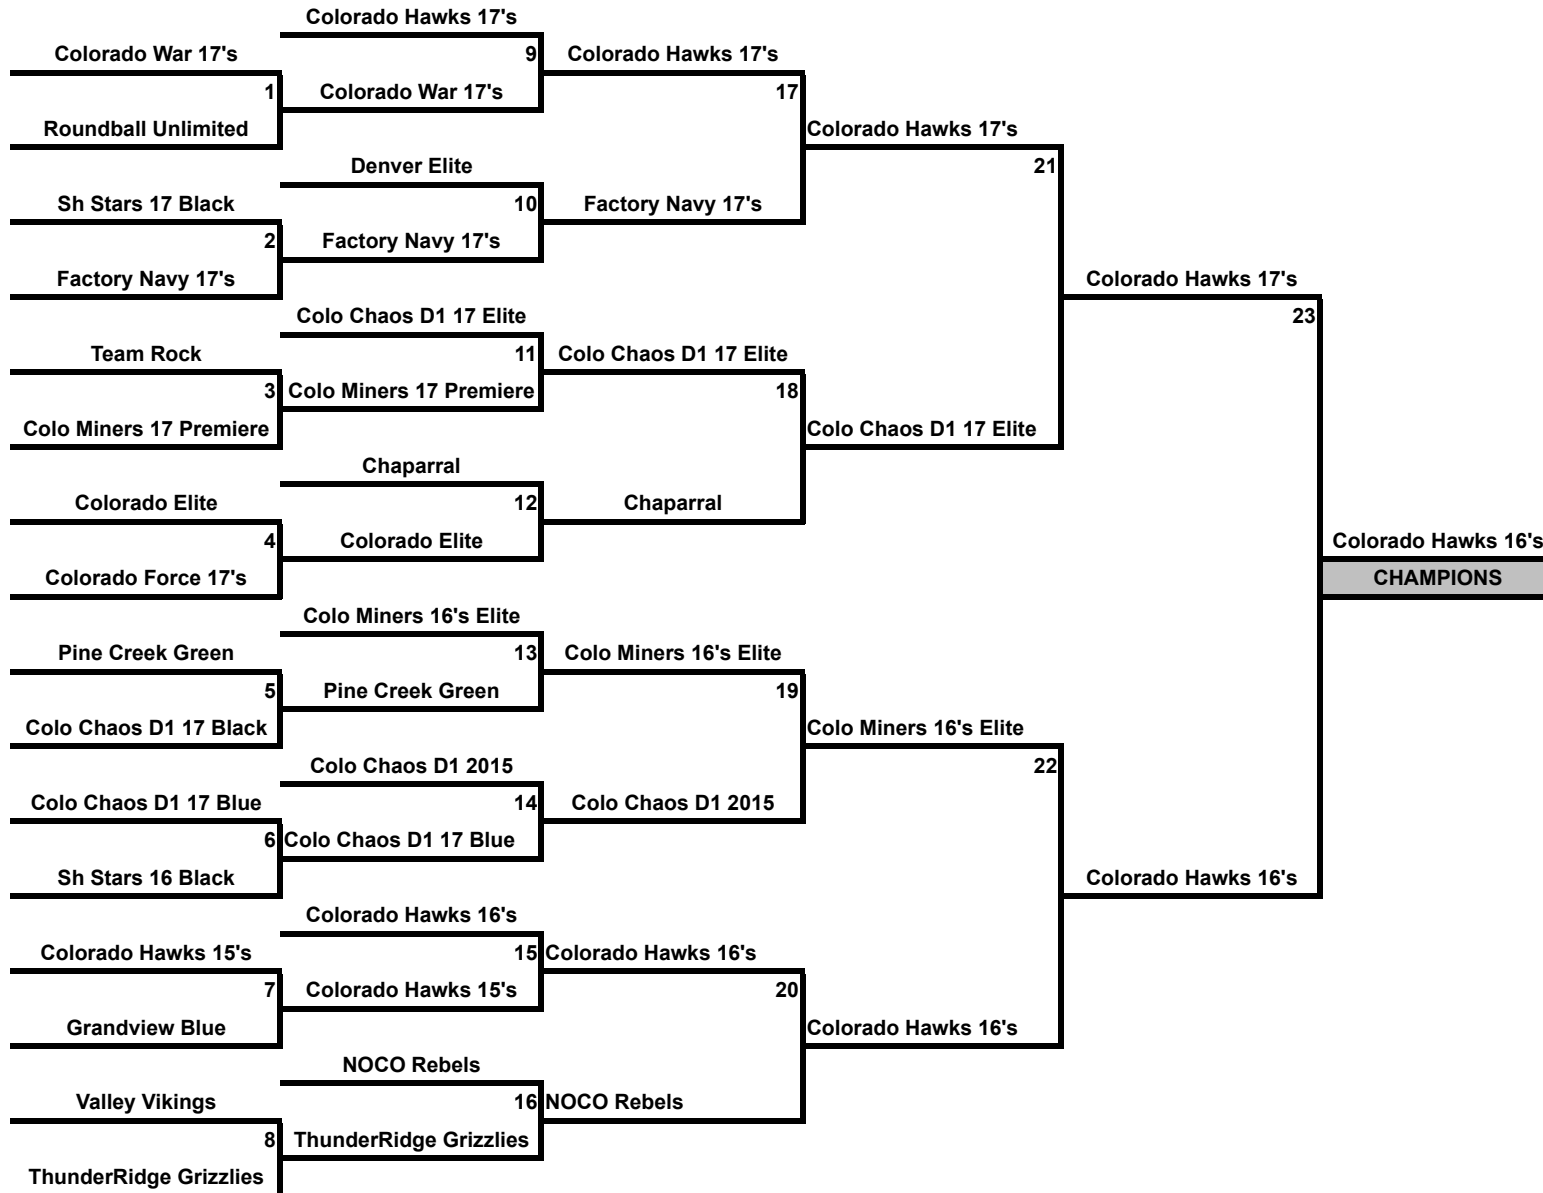 Colorado Hawks 17's
Colorado War 17's
9
Colorado Hawks 17's
1
Colorado War 17's
17
Roundball Unlimited
Colorado Hawks 17's
Denver Elite
21
Sh Stars 17 Black
10
Factory Navy 17's
2
Factory Navy 17's
Factory Navy 17's
Colorado Hawks 17's
Colo Chaos D1 17 Elite
23
Team Rock
11
Colo Chaos D1 17 Elite
3
Colo Miners 17 Premiere
18
Colo Miners 17 Premiere
Colo Chaos D1 17 Elite
Chaparral
Colorado Elite
12
Chaparral
4
Colorado Elite
Colorado Hawks 16's
Colorado Force 17's
CHAMPIONS
Colo Miners 16's Elite
Pine Creek Green
13
Colo Miners 16's Elite
5
Pine Creek Green
19
Colo Chaos D1 17 Black
Colo Miners 16's Elite
Colo Chaos D1 2015
22
Colo Chaos D1 17 Blue
14
Colo Chaos D1 2015
6
Colo Chaos D1 17 Blue
Sh Stars 16 Black
Colorado Hawks 16's
Colorado Hawks 16's
Colorado Hawks 15's
15
Colorado Hawks 16's
7
Colorado Hawks 15's
20
Grandview Blue
Colorado Hawks 16's
NOCO Rebels
Valley Vikings
16
NOCO Rebels
8
ThunderRidge Grizzlies
ThunderRidge Grizzlies